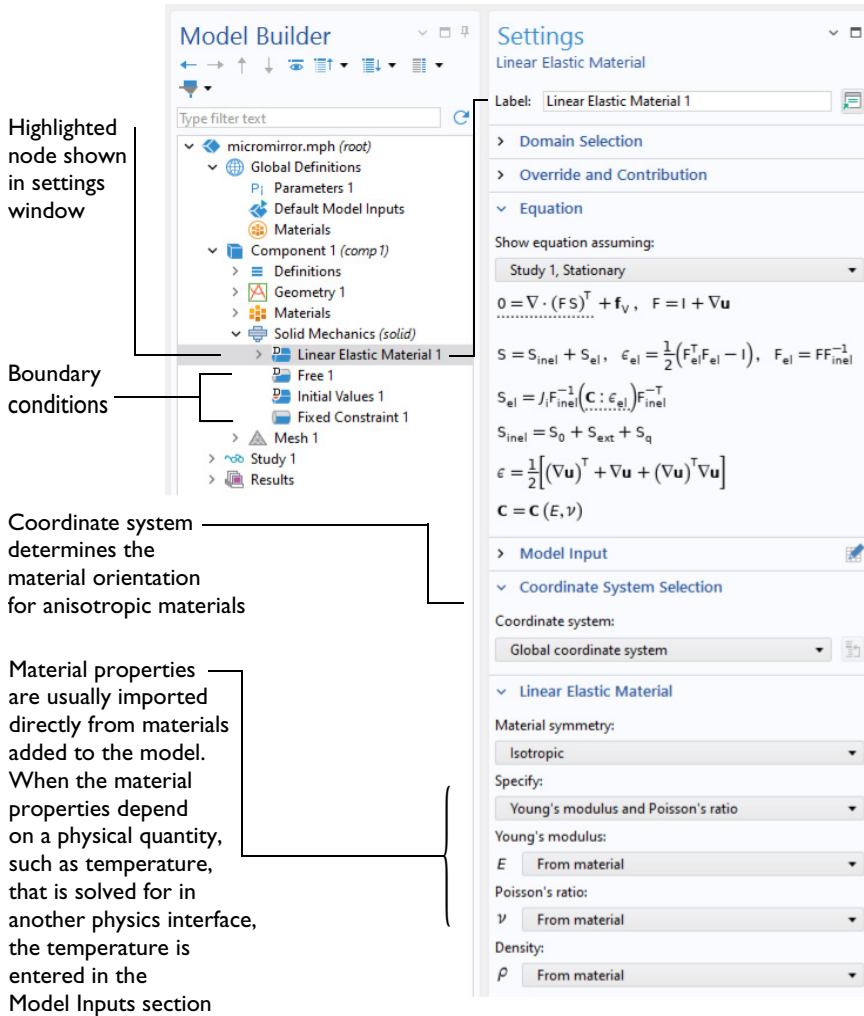 Highlighted
node shown
in settings
window
Boundary
conditions
Coordinate system
determines the
material orientation
for anisotropic materials
Material properties
are usually imported
directly from materials
added to the model.
When the material
properties depend
on a physical quantity,
such as temperature,
that is solved for in
another physics interface,
the temperature is
entered in the
Model Inputs section
Model Builder
Type filter text
micromirror.mph (root)
Global Definitions
Pi Parameters 1
Default Model Inputs
Materials
Component 1 (comp1)
Definitions
Geometry 1
Materials
Solid Mechanics (solid)
Linear Elastic Material 1
Free 1
Initial Values 1
Fixed Constraint 1
Mesh 1
Study 1
Results
Settings
Linear Elastic Material
Label: Linear Elastic Material 1
Domain Selection
Override and Contribution
Equation
Show equation assuming:
Study 1, Stationary
0 = ∇ · (FS)ᵀ + f_V, F = I + ∇u
S = S_inel + S_el, ϵ_el = 1/2(F_elᵀF_el − I), F_el = FF_inel⁻¹
S_el = J_i F_inel⁻¹(C : ϵ_el)F_inel⁻ᵀ
S_inel = S_0 + S_ext + S_q
ϵ = 1/2[(∇u)ᵀ + ∇u + (∇u)ᵀ∇u]
C = C(E,ν)
Model Input
Coordinate System Selection
Coordinate system:
Global coordinate system
Linear Elastic Material
Material symmetry:
Isotropic
Specify:
Young's modulus and Poisson's ratio
Young's modulus:
E From material
Poisson's ratio:
ν From material
Density:
ρ From material